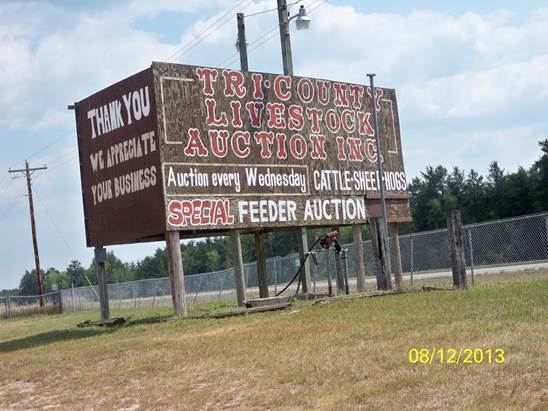 THANK YOU
WE APPRECIATE
YOUR BUSINESS
TRI-COUNTY
LIVESTOCK
AUCTION INC.
Auction every Wednesday CATTLE-SHEEP-HOGS
SPECIAL FEEDER AUCTION
08/12/2013